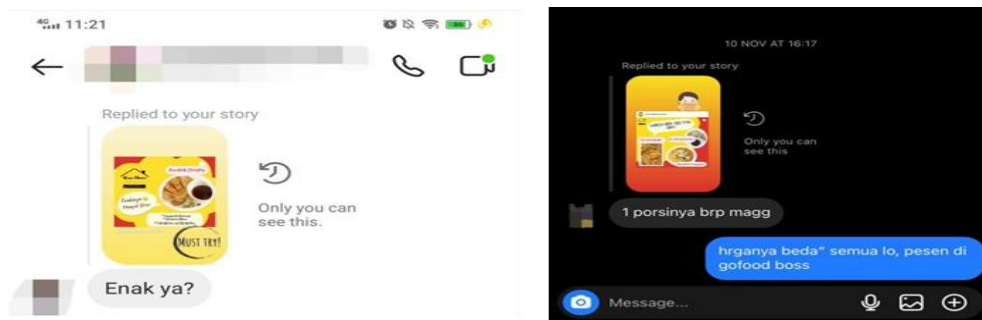 4G 11:21
Replied to your story
MUST TRY!
Only you can
see this.
Enak ya?
10 NOV AT 16:17
Replied to your story
Only you can
see this
1 porsinya brp magg
hrganya beda" semua lo, pesen di
gofood boss
Message...